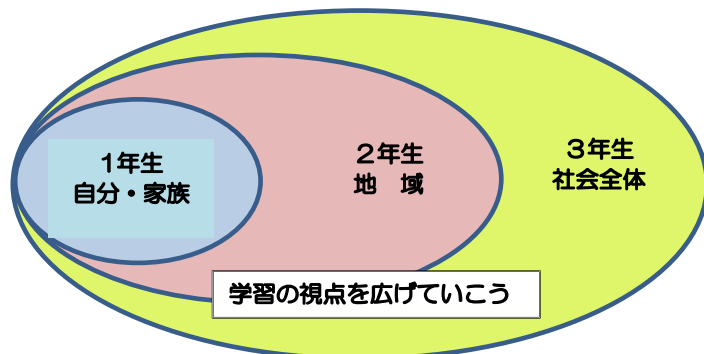 1年生
自分・家族
２年生
地　域
３年生
社会全体
学習の視点を広げていこう